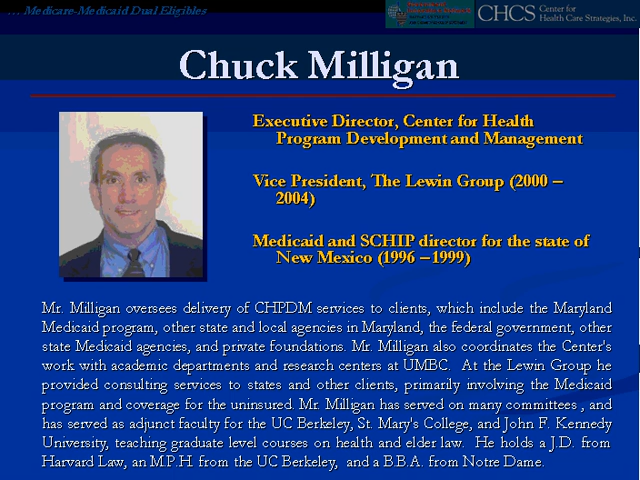 … Medicare-Medicaid Dual Eligibles
CHCS Center for
Health Care Strategies, Inc.
Chuck Milligan
Executive Director, Center for Health
Program Development and Management
Vice President, The Lewin Group (2000 –
2004)
Medicaid and SCHIP director for the state of
New Mexico (1996 –1999)
Mr. Milligan oversees delivery of CHPDM services to clients, which include the Maryland
Medicaid program, other state and local agencies in Maryland, the federal government, other
state Medicaid agencies, and private foundations. Mr. Milligan also coordinates the Center's
work with academic departments and research centers at UMBC. At the Lewin Group he
provided consulting services to states and other clients, primarily involving the Medicaid
program and coverage for the uninsured. Mr. Milligan has served on many committees , and
has served as adjunct faculty for the UC Berkeley, St. Mary's College, and John F. Kennedy
University, teaching graduate level courses on health and elder law. He holds a J.D. from
Harvard Law, an M.P.H. from the UC Berkeley, and a B.B.A. from Notre Dame.